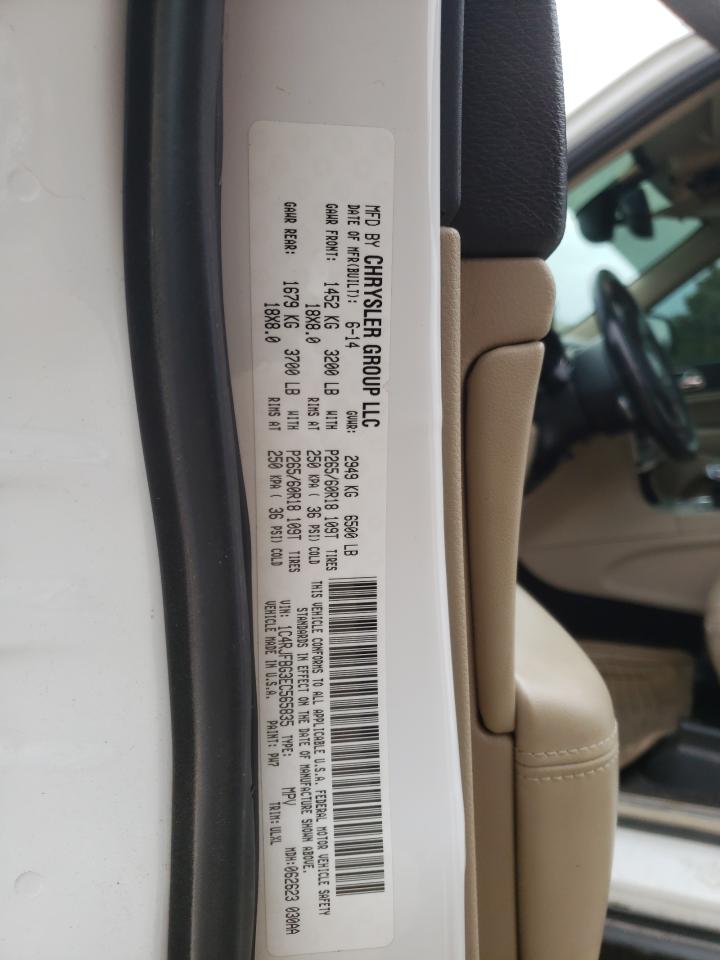 MFD BY CHRYSLER GROUP LLC
DATE OF MFR(BUILT): 6-14 GVWR: 2949 KG 6500 LB
GAWR FRONT: 1452 KG 3200 LB WITH P265/60R18 109T TIRES
18X8.0 RIMS AT 250 KPA ( 36 PSI) COLD
GAWR REAR: 1679 KG 3700 LB WITH P265/60R18 109T TIRES
18X8.0 RIMS AT 250 KPA ( 36 PSI) COLD
THIS VEHICLE CONFORMS TO ALL APPLICABLE U.S.A. FEDERAL MOTOR VEHICLE SAFETY
STANDARDS IN EFFECT ON THE DATE OF MANUFACTURE SHOWN ABOVE.
VIN: 1C4RJFBG3EC565835 TYPE: MPV MDH:062623 030AA
VEHICLE MADE IN U.S.A. PAINT: PW7 TRIM: ULXL